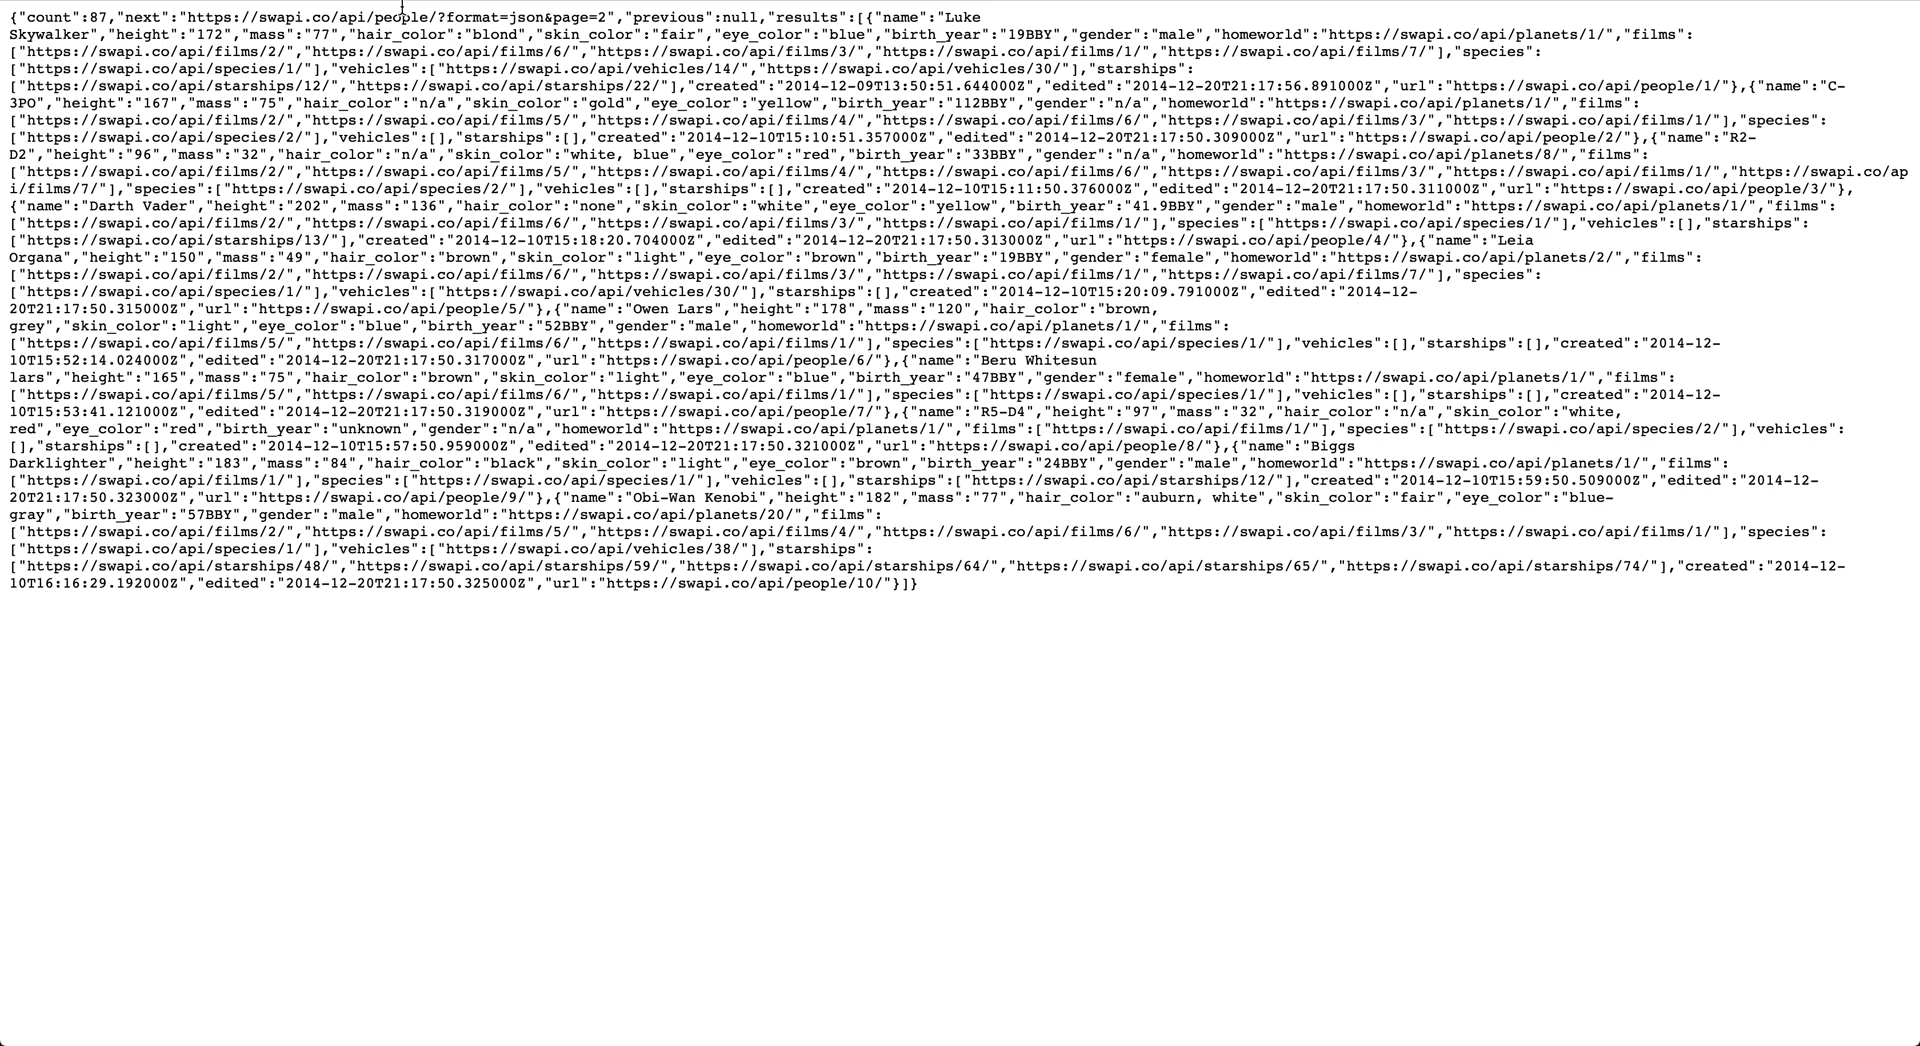 {"count":87,"next":"https://swapi.co/api/people/?format=json&page=2","previous":null,"results":[{"name":"Luke
Skywalker","height":"172","mass":"77","hair_color":"blond","skin_color":"fair","eye_color":"blue","birth_year":"19BBY","gender":"male","homeworld":"https://swapi.co/api/planets/1/","films":
["https://swapi.co/api/films/2/","https://swapi.co/api/films/6/","https://swapi.co/api/films/3/","https://swapi.co/api/films/1/","https://swapi.co/api/films/7/"],"species":
["https://swapi.co/api/species/1/"],"vehicles":["https://swapi.co/api/vehicles/14/","https://swapi.co/api/vehicles/30/"],"starships":
["https://swapi.co/api/starships/12/","https://swapi.co/api/starships/22/"],"created":"2014-12-09T13:50:51.644000Z","edited":"2014-12-20T21:17:56.891000Z","url":"https://swapi.co/api/people/1/"},{"name":"C-
3PO","height":"167","mass":"75","hair_color":"n/a","skin_color":"gold","eye_color":"yellow","birth_year":"112BBY","gender":"n/a","homeworld":"https://swapi.co/api/planets/1/","films":
["https://swapi.co/api/films/2/","https://swapi.co/api/films/5/","https://swapi.co/api/films/4/","https://swapi.co/api/films/6/","https://swapi.co/api/films/3/","https://swapi.co/api/films/1/"],"species":
["https://swapi.co/api/species/2/"],"vehicles":[],"starships":[],"created":"2014-12-10T15:10:51.357000Z","edited":"2014-12-20T21:17:50.309000Z","url":"https://swapi.co/api/people/2/"},{"name":"R2-
D2","height":"96","mass":"32","hair_color":"n/a","skin_color":"white, blue","eye_color":"red","birth_year":"33BBY","gender":"n/a","homeworld":"https://swapi.co/api/planets/8/","films":
["https://swapi.co/api/films/2/","https://swapi.co/api/films/5/","https://swapi.co/api/films/4/","https://swapi.co/api/films/6/","https://swapi.co/api/films/3/","https://swapi.co/api/films/1/","https://swapi.co/ap
i/films/7/"],"species":["https://swapi.co/api/species/2/"],"vehicles":[],"starships":[],"created":"2014-12-10T15:11:50.376000Z","edited":"2014-12-20T21:17:50.311000Z","url":"https://swapi.co/api/people/3/"},
{"name":"Darth Vader","height":"202","mass":"136","hair_color":"none","skin_color":"white","eye_color":"yellow","birth_year":"41.9BBY","gender":"male","homeworld":"https://swapi.co/api/planets/1/","films":
["https://swapi.co/api/films/2/","https://swapi.co/api/films/6/","https://swapi.co/api/films/3/","https://swapi.co/api/films/1/"],"species":["https://swapi.co/api/species/1/"],"vehicles":[],"starships":
["https://swapi.co/api/starships/13/"],"created":"2014-12-10T15:18:20.704000Z","edited":"2014-12-20T21:17:50.313000Z","url":"https://swapi.co/api/people/4/"},{"name":"Leia
Organa","height":"150","mass":"49","hair_color":"brown","skin_color":"light","eye_color":"brown","birth_year":"19BBY","gender":"female","homeworld":"https://swapi.co/api/planets/2/","films":
["https://swapi.co/api/films/2/","https://swapi.co/api/films/6/","https://swapi.co/api/films/3/","https://swapi.co/api/films/1/","https://swapi.co/api/films/7/"],"species":
["https://swapi.co/api/species/1/"],"vehicles":["https://swapi.co/api/vehicles/30/"],"starships":[],"created":"2014-12-10T15:20:09.791000Z","edited":"2014-12-
20T21:17:50.315000Z","url":"https://swapi.co/api/people/5/"},{"name":"Owen Lars","height":"178","mass":"120","hair_color":"brown,
grey","skin_color":"light","eye_color":"blue","birth_year":"52BBY","gender":"male","homeworld":"https://swapi.co/api/planets/1/","films":
["https://swapi.co/api/films/5/","https://swapi.co/api/films/6/","https://swapi.co/api/films/1/"],"species":["https://swapi.co/api/species/1/"],"vehicles":[],"starships":[],"created":"2014-12-
10T15:52:14.024000Z","edited":"2014-12-20T21:17:50.317000Z","url":"https://swapi.co/api/people/6/"},{"name":"Beru Whitesun
lars","height":"165","mass":"75","hair_color":"brown","skin_color":"light","eye_color":"blue","birth_year":"47BBY","gender":"female","homeworld":"https://swapi.co/api/planets/1/","films":
["https://swapi.co/api/films/5/","https://swapi.co/api/films/6/","https://swapi.co/api/films/1/"],"species":["https://swapi.co/api/species/1/"],"vehicles":[],"starships":[],"created":"2014-12-
10T15:53:41.121000Z","edited":"2014-12-20T21:17:50.319000Z","url":"https://swapi.co/api/people/7/"},{"name":"R5-D4","height":"97","mass":"32","hair_color":"n/a","skin_color":"white,
red","eye_color":"red","birth_year":"unknown","gender":"n/a","homeworld":"https://swapi.co/api/planets/1/","films":["https://swapi.co/api/films/1/"],"species":["https://swapi.co/api/species/2/"],"vehicles":
[],"starships":[],"created":"2014-12-10T15:57:50.959000Z","edited":"2014-12-20T21:17:50.321000Z","url":"https://swapi.co/api/people/8/"},{"name":"Biggs
Darklighter","height":"183","mass":"84","hair_color":"black","skin_color":"light","eye_color":"brown","birth_year":"24BBY","gender":"male","homeworld":"https://swapi.co/api/planets/1/","films":
["https://swapi.co/api/films/1/"],"species":["https://swapi.co/api/species/1/"],"vehicles":[],"starships":["https://swapi.co/api/starships/12/"],"created":"2014-12-10T15:59:50.509000Z","edited":"2014-12-
20T21:17:50.323000Z","url":"https://swapi.co/api/people/9/"},{"name":"Obi-Wan Kenobi","height":"182","mass":"77","hair_color":"auburn, white","skin_color":"fair","eye_color":"blue-
gray","birth_year":"57BBY","gender":"male","homeworld":"https://swapi.co/api/planets/20/","films":
["https://swapi.co/api/films/2/","https://swapi.co/api/films/5/","https://swapi.co/api/films/4/","https://swapi.co/api/films/6/","https://swapi.co/api/films/3/","https://swapi.co/api/films/1/"],"species":
["https://swapi.co/api/species/1/"],"vehicles":["https://swapi.co/api/vehicles/38/"],"starships":
["https://swapi.co/api/starships/48/","https://swapi.co/api/starships/59/","https://swapi.co/api/starships/64/","https://swapi.co/api/starships/65/","https://swapi.co/api/starships/74/"],"created":"2014-12-
10T16:16:29.192000Z","edited":"2014-12-20T21:17:50.325000Z","url":"https://swapi.co/api/people/10/"}]}